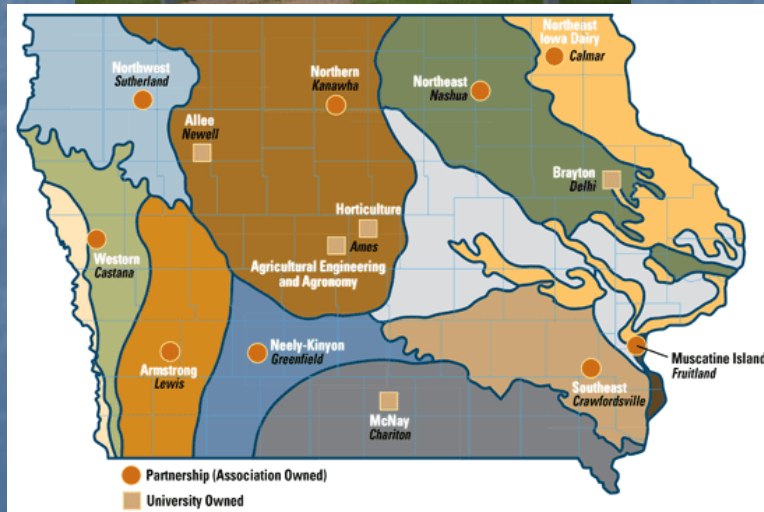 Northeast
Iowa Dairy
Calmar
Northwest
Sutherland
Northern
Kanawha
Northeast
Nashua
Allee
Newell
Brayton
Delhi
Horticulture
Ames
Agricultural Engineering
and Agronomy
Western
Castana
Neely-Kinyon
Greenfield
Armstrong
Lewis
Muscatine Island
Fruitland
Southeast
Crawfordsville
McNay
Chariton
Partnership (Association Owned)
University Owned